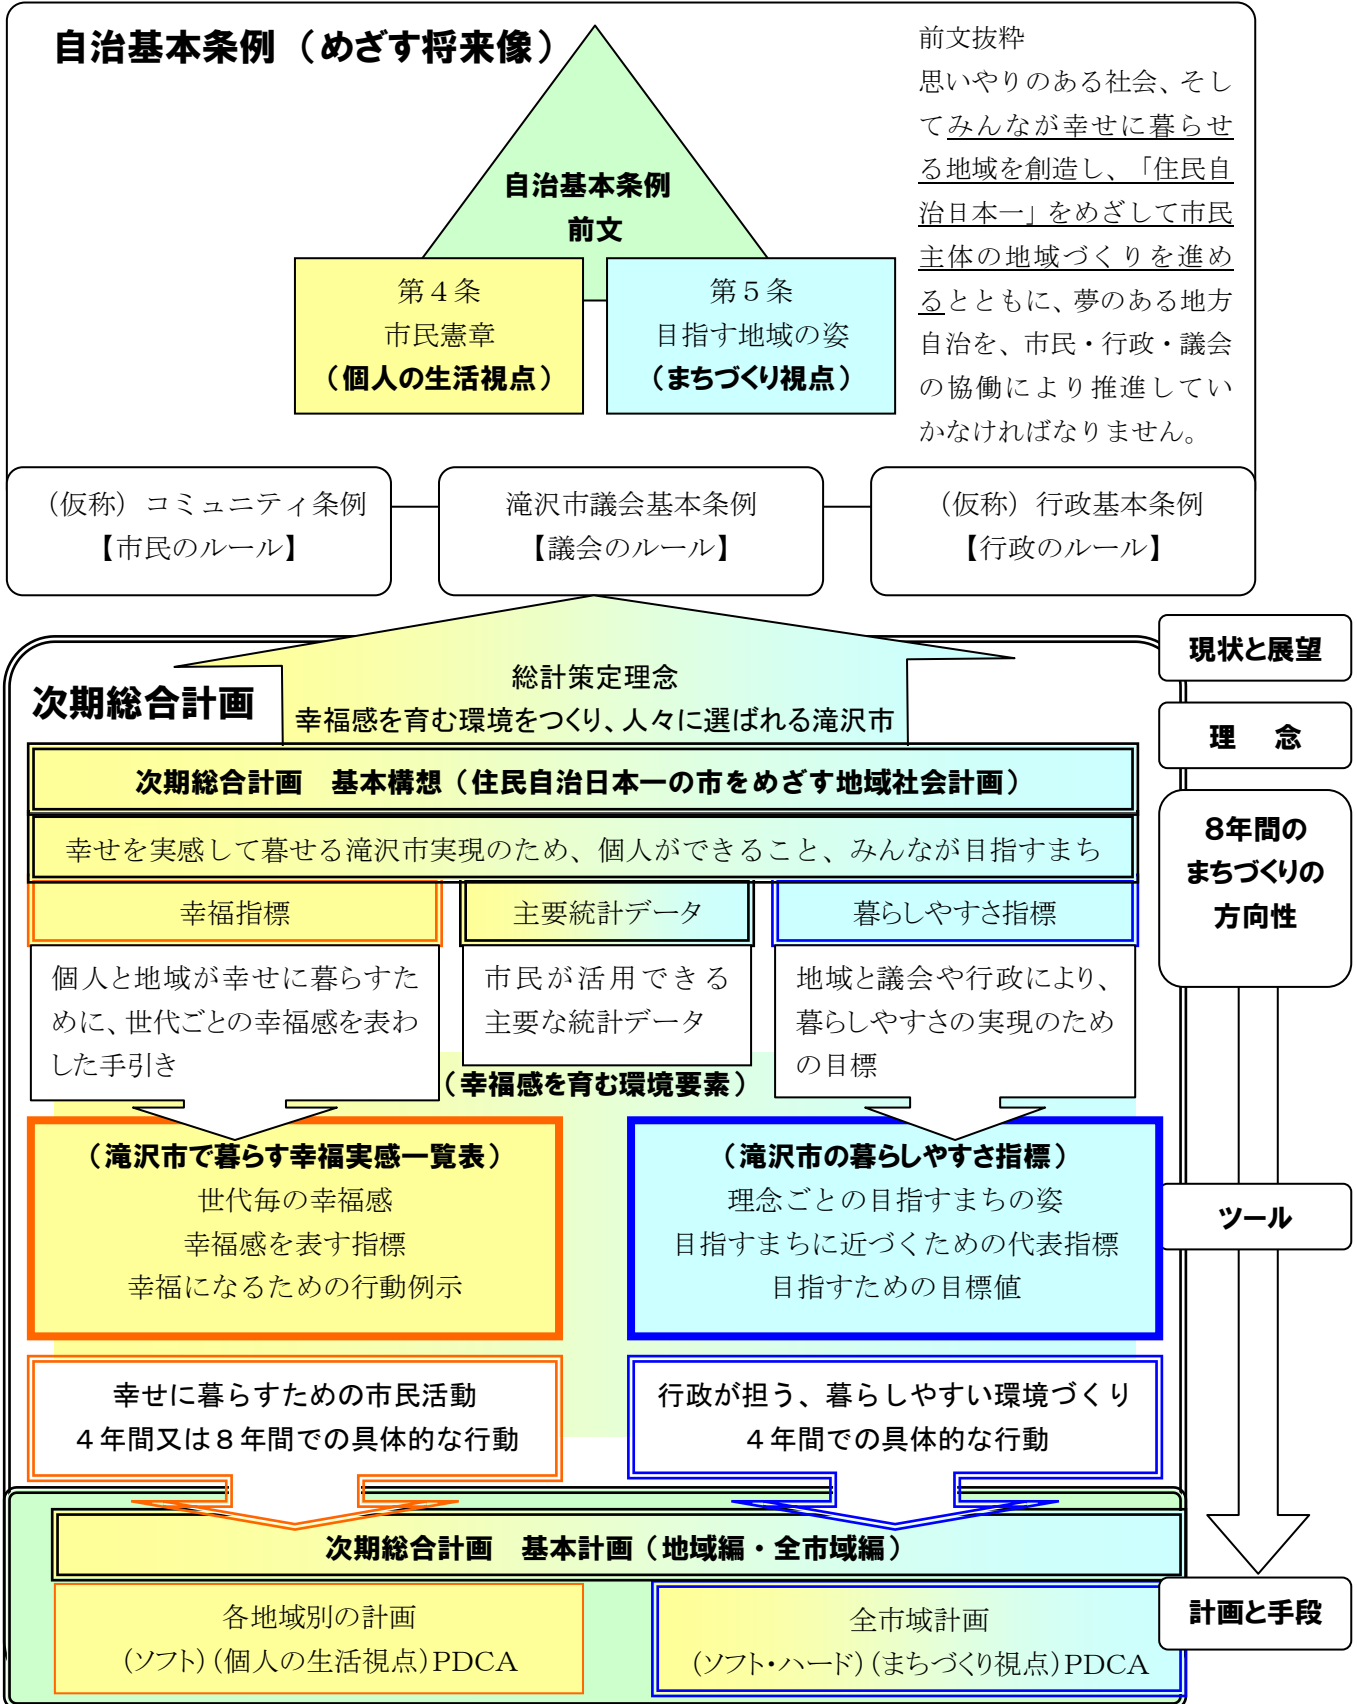 自治基本条例（めざす将来像）
自治基本条例
前文
第４条
市民憲章
（個人の生活視点）
第５条
目指す地域の姿
（まちづくり視点）
前文抜粋
思いやりのある社会、そし
てみんなが幸せに暮らせ
る地域を創造し、「住民自
治日本一」をめざして市民
主体の地域づくりを進め
るとともに、夢のある地方
自治を、市民・行政・議会
の協働により推進してい
かなければなりません。
（仮称）コミュニティ条例
【市民のルール】
滝沢市議会基本条例
【議会のルール】
（仮称）行政基本条例
【行政のルール】
現状と展望
総計策定理念
幸福感を育む環境をつくり、人々に選ばれる滝沢市
次期総合計画
理　念
次期総合計画　基本構想（住民自治日本一の市をめざす地域社会計画）
幸せを実感して暮せる滝沢市実現のため、個人ができること、みんなが目指すまち
８年間の
まちづくりの
方向性
幸福指標
主要統計データ
暮らしやすさ指標
個人と地域が幸せに暮らすた
めに、世代ごとの幸福感を表わ
した手引き
市民が活用できる
主要な統計データ
地域と議会や行政により、
暮らしやすさの実現のため
の目標
（幸福感を育む環境要素）
（滝沢市で暮らす幸福実感一覧表）
世代毎の幸福感
幸福感を表す指標
幸福になるための行動例示
（滝沢市の暮らしやすさ指標）
理念ごとの目指すまちの姿
目指すまちに近づくための代表指標
目指すための目標値
ツール
幸せに暮らすための市民活動
４年間又は８年間での具体的な行動
行政が担う、暮らしやすい環境づくり
４年間での具体的な行動
次期総合計画　基本計画（地域編・全市域編）
各地域別の計画
（ソフト）（個人の生活視点）PDCA
全市域計画
（ソフト・ハード）（まちづくり視点）PDCA
計画と手段